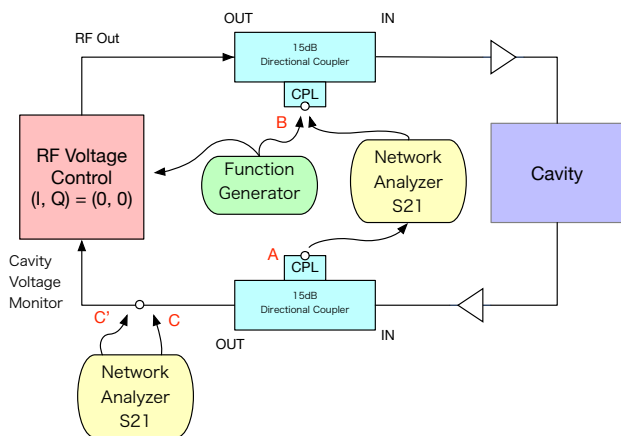 OUT
IN
RF Out
15dB
Directional Coupler
CPL
B
RF Voltage
Control
(I, Q) = (0, 0)
Function
Generator
Network
Analyzer
S21
Cavity
A
CPL
Cavity
Voltage
Monitor
15dB
Directional Coupler
C'
C
OUT
IN
Network
Analyzer
S21